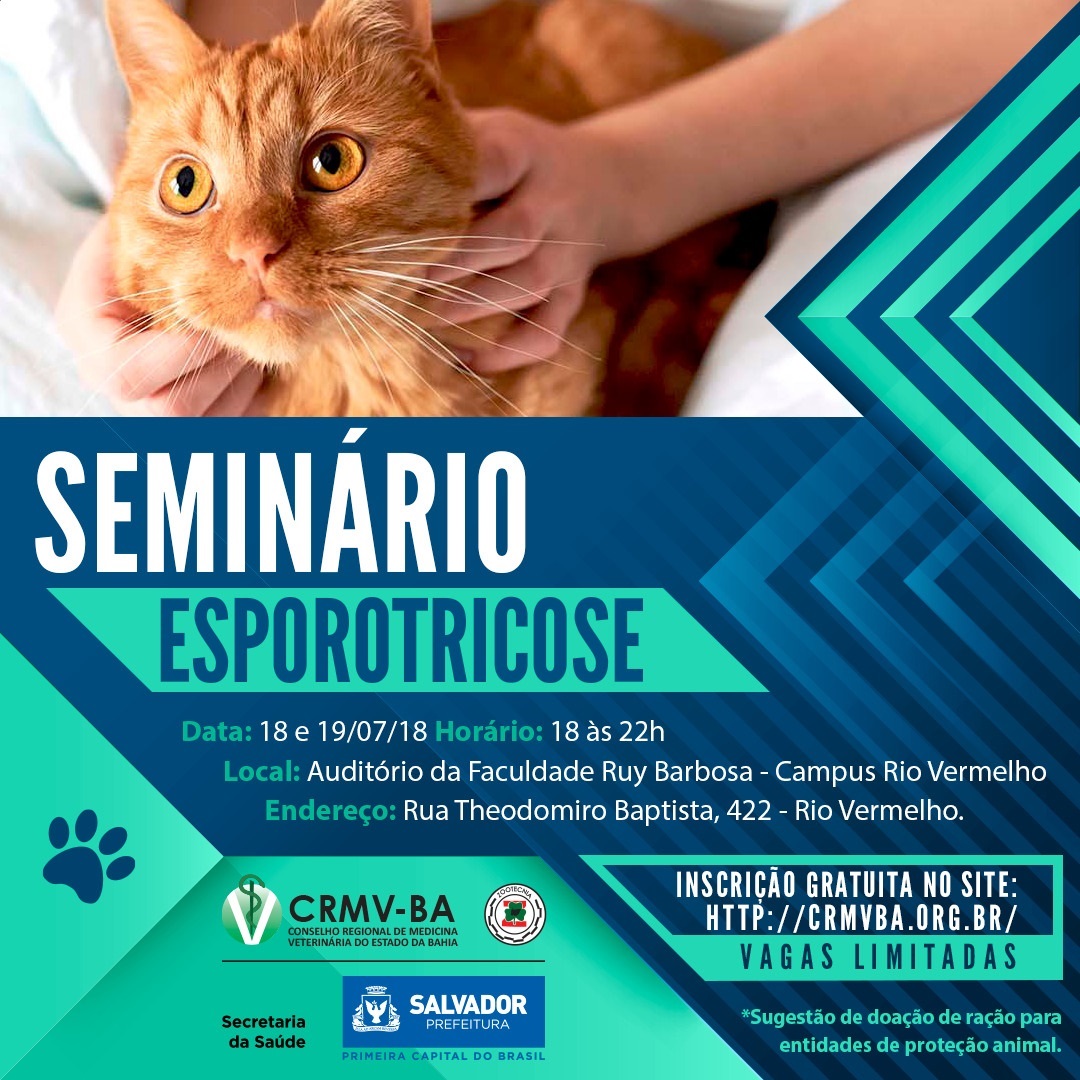 SEMINÁRIO
ESPOROTRICOSE
Data: 18 e 19/07/18 Horário: 18 às 22h
Local: Auditório da Faculdade Ruy Barbosa - Campus Rio Vermelho
Endereço: Rua Theodomiro Baptista, 422 - Rio Vermelho.
CRMV-BA
CONSELHO REGIONAL DE MEDICINA
VETERINÁRIA DO ESTADO DA BAHIA
ZOOTECNIA
Secretaria
da Saúde
SALVADOR
PREFEITURA
PRIMEIRA CAPITAL DO BRASIL
INSCRIÇÃO GRATUITA NO SITE:
HTTP://CRMVBA.ORG.BR/
VAGAS LIMITADAS
*Sugestão de doação de ração para
entidades de proteção animal.